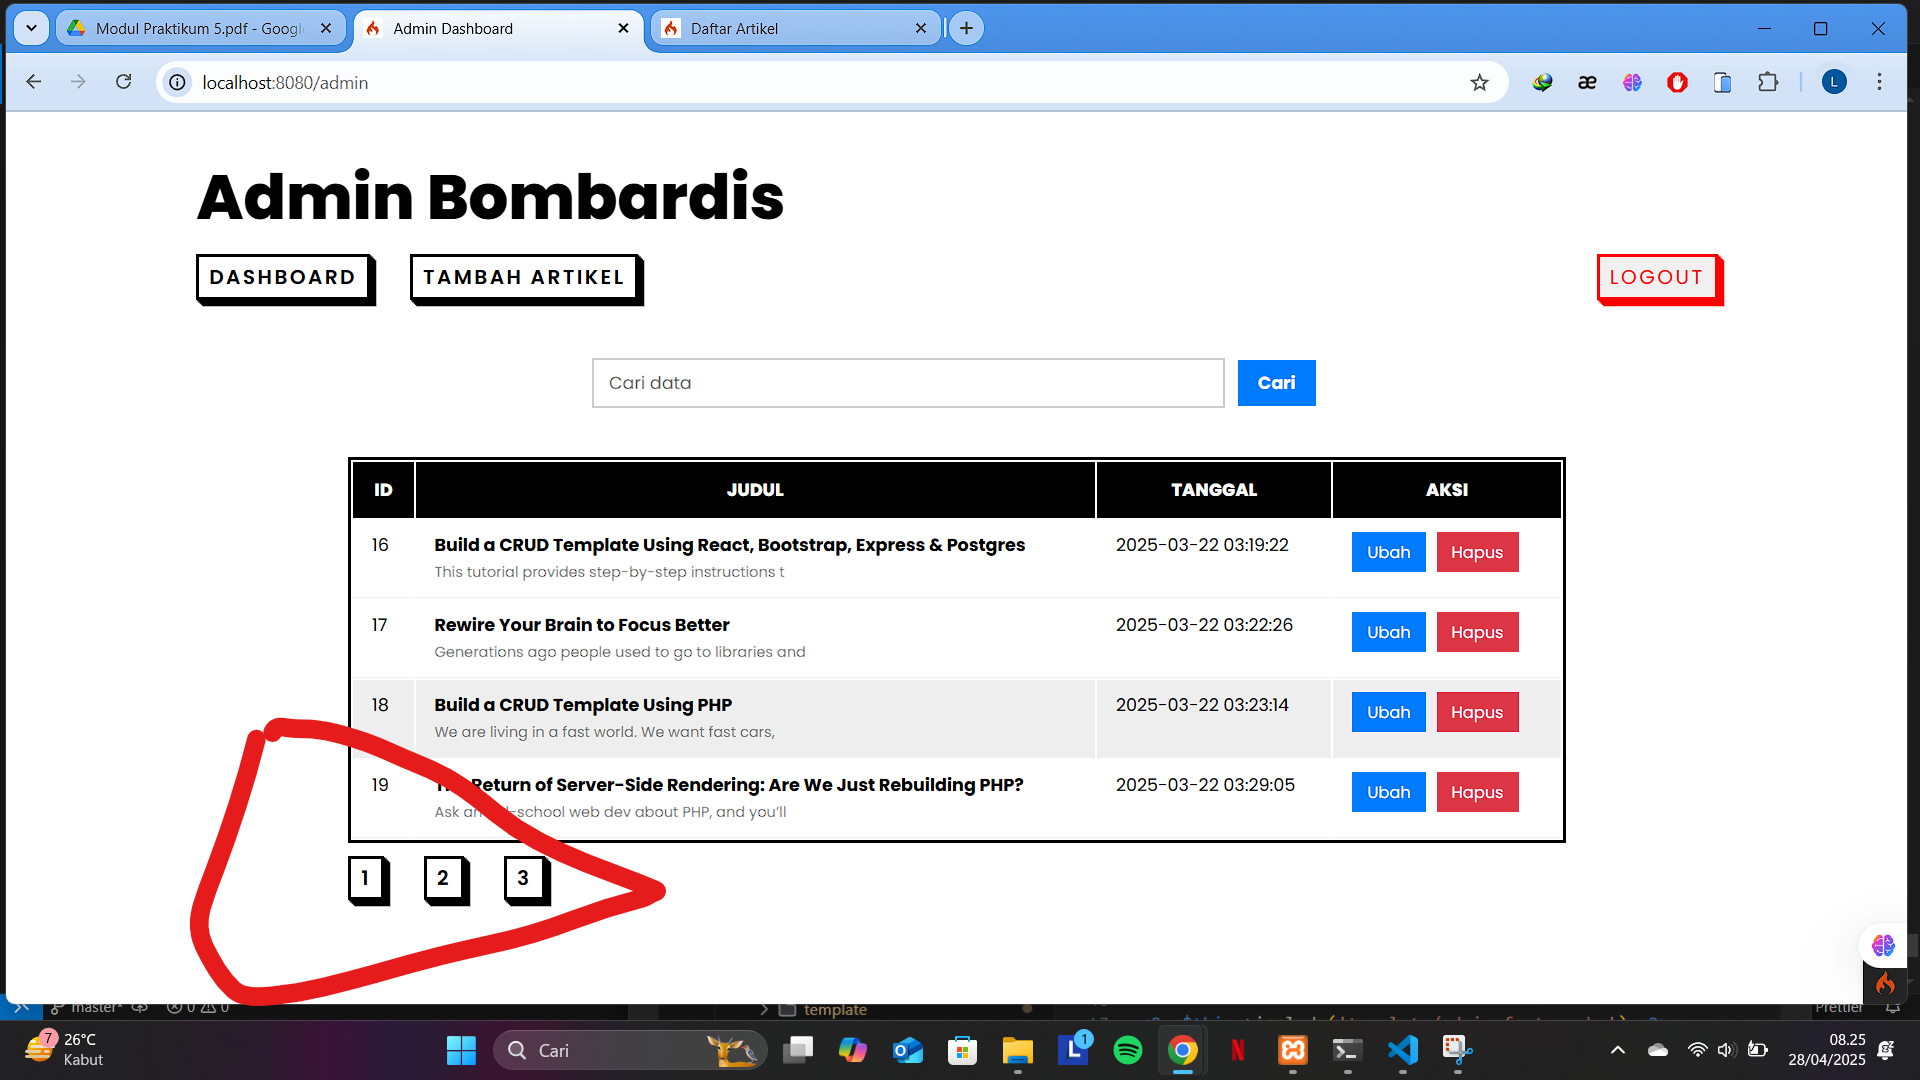 Modul Praktikum 5.pdf - Googl
Admin Dashboard
Daftar Artikel
localhost:8080/admin
L
Admin Bombardis
DASHBOARD
TAMBAH ARTIKEL
LOGOUT
Cari data
Cari
ID JUDUL TANGGAL AKSI
16 Build a CRUD Template Using React, Bootstrap, Express & Postgres 2025-03-22 03:19:22 Ubah Hapus
This tutorial provides step-by-step instructions t
17 Rewire Your Brain to Focus Better 2025-03-22 03:22:26 Ubah Hapus
Generations ago people used to go to libraries and
18 Build a CRUD Template Using PHP 2025-03-22 03:23:14 Ubah Hapus
We are living in a fast world. We want fast cars,
19 Return of Server-Side Rendering: Are We Just Rebuilding PHP? 2025-03-22 03:29:05 Ubah Hapus
Ask an -school web dev about PHP, and you'll
1 2 3
master* 0 0
template
Prettier
7
26°C
Kabut
Cari
1
08.25
28/04/2025